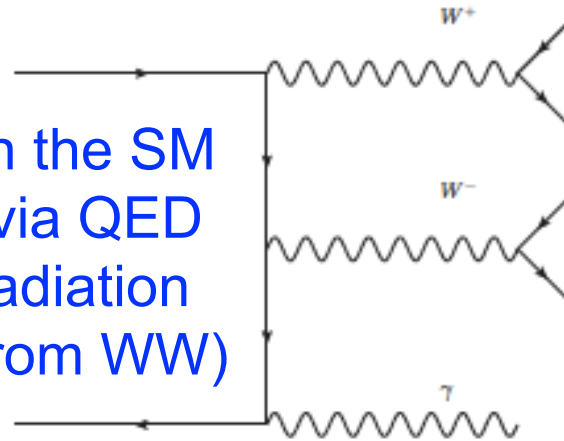 W+
n the SM
via QED
W−
adiation
rom WW)
γ